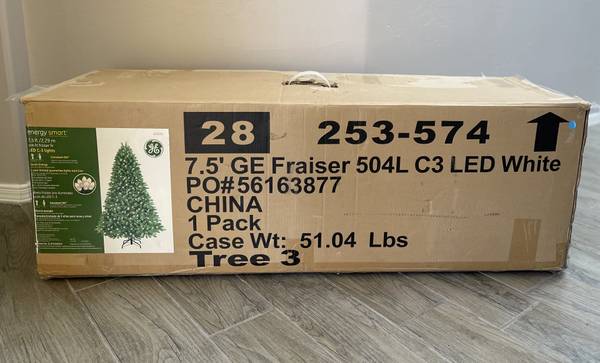 energy smart
GE
28 253-574
7.5' GE Fraiser 504L C3 LED White
PO#56163877
CHINA
1 Pack
Case Wt: 51.04 Lbs
Tree 3